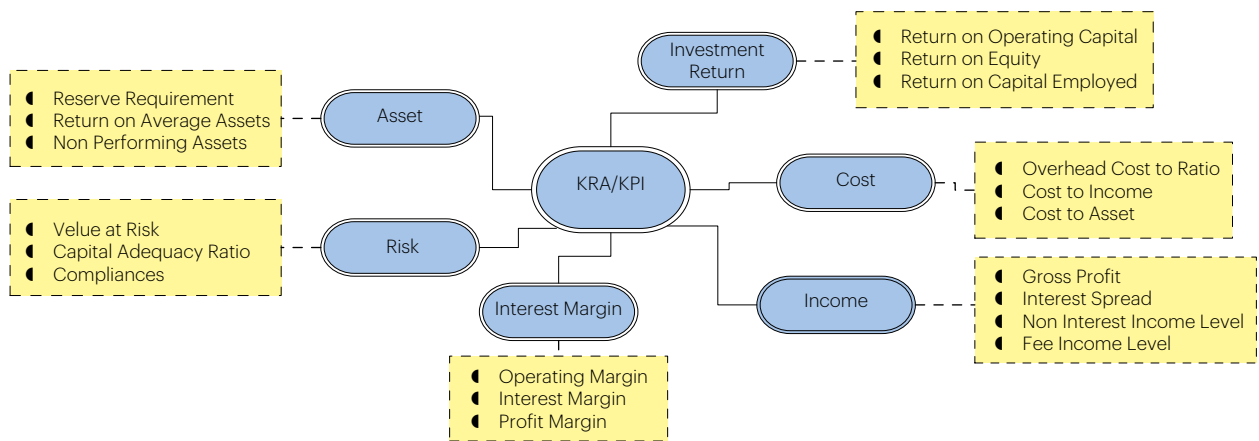 Investment
Return
Return on Operating Capital
Return on Equity
Return on Capital Employed
Reserve Requirement
Return on Average Assets
Non Performing Assets
Asset
KRA/KPI
Cost
Overhead Cost to Ratio
Cost to Income
Cost to Asset
Velue at Risk
Capital Adequacy Ratio
Compliances
Risk
Interest Margin
Income
Gross Profit
Interest Spread
Non Interest Income Level
Fee Income Level
Operating Margin
Interest Margin
Profit Margin